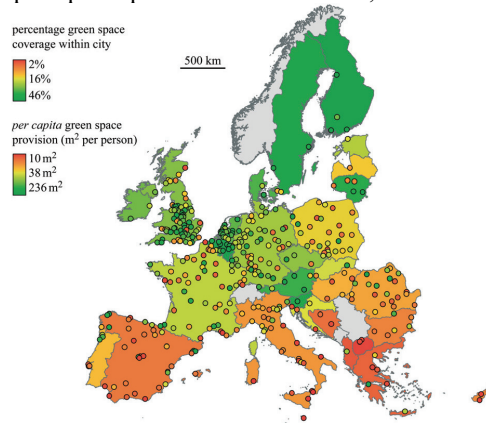 percentage green space
coverage within city
2%
16%
46%
500 km
per capita green space
provision (m² per person)
10 m²
38 m²
236 m²